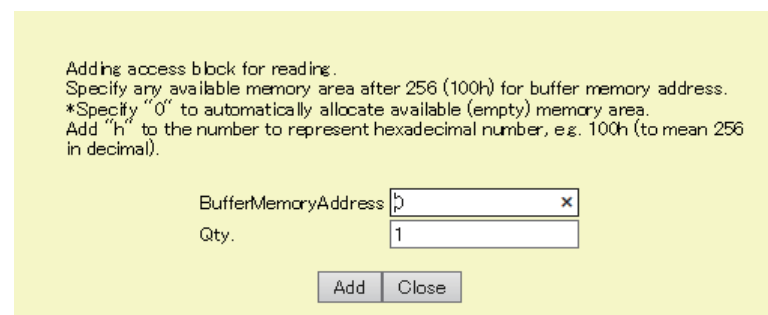 Adding access block for reading.
Specify any available memory area after 256 (100h) for buffer memory address.
*Specify "0" to automatically allocate available (empty) memory area.
Add "h" to the number to represent hexadecimal number, e.g. 100h (to mean 256
in decimal).
BufferMemoryAddress 0 ×
Qty. 1
Add Close